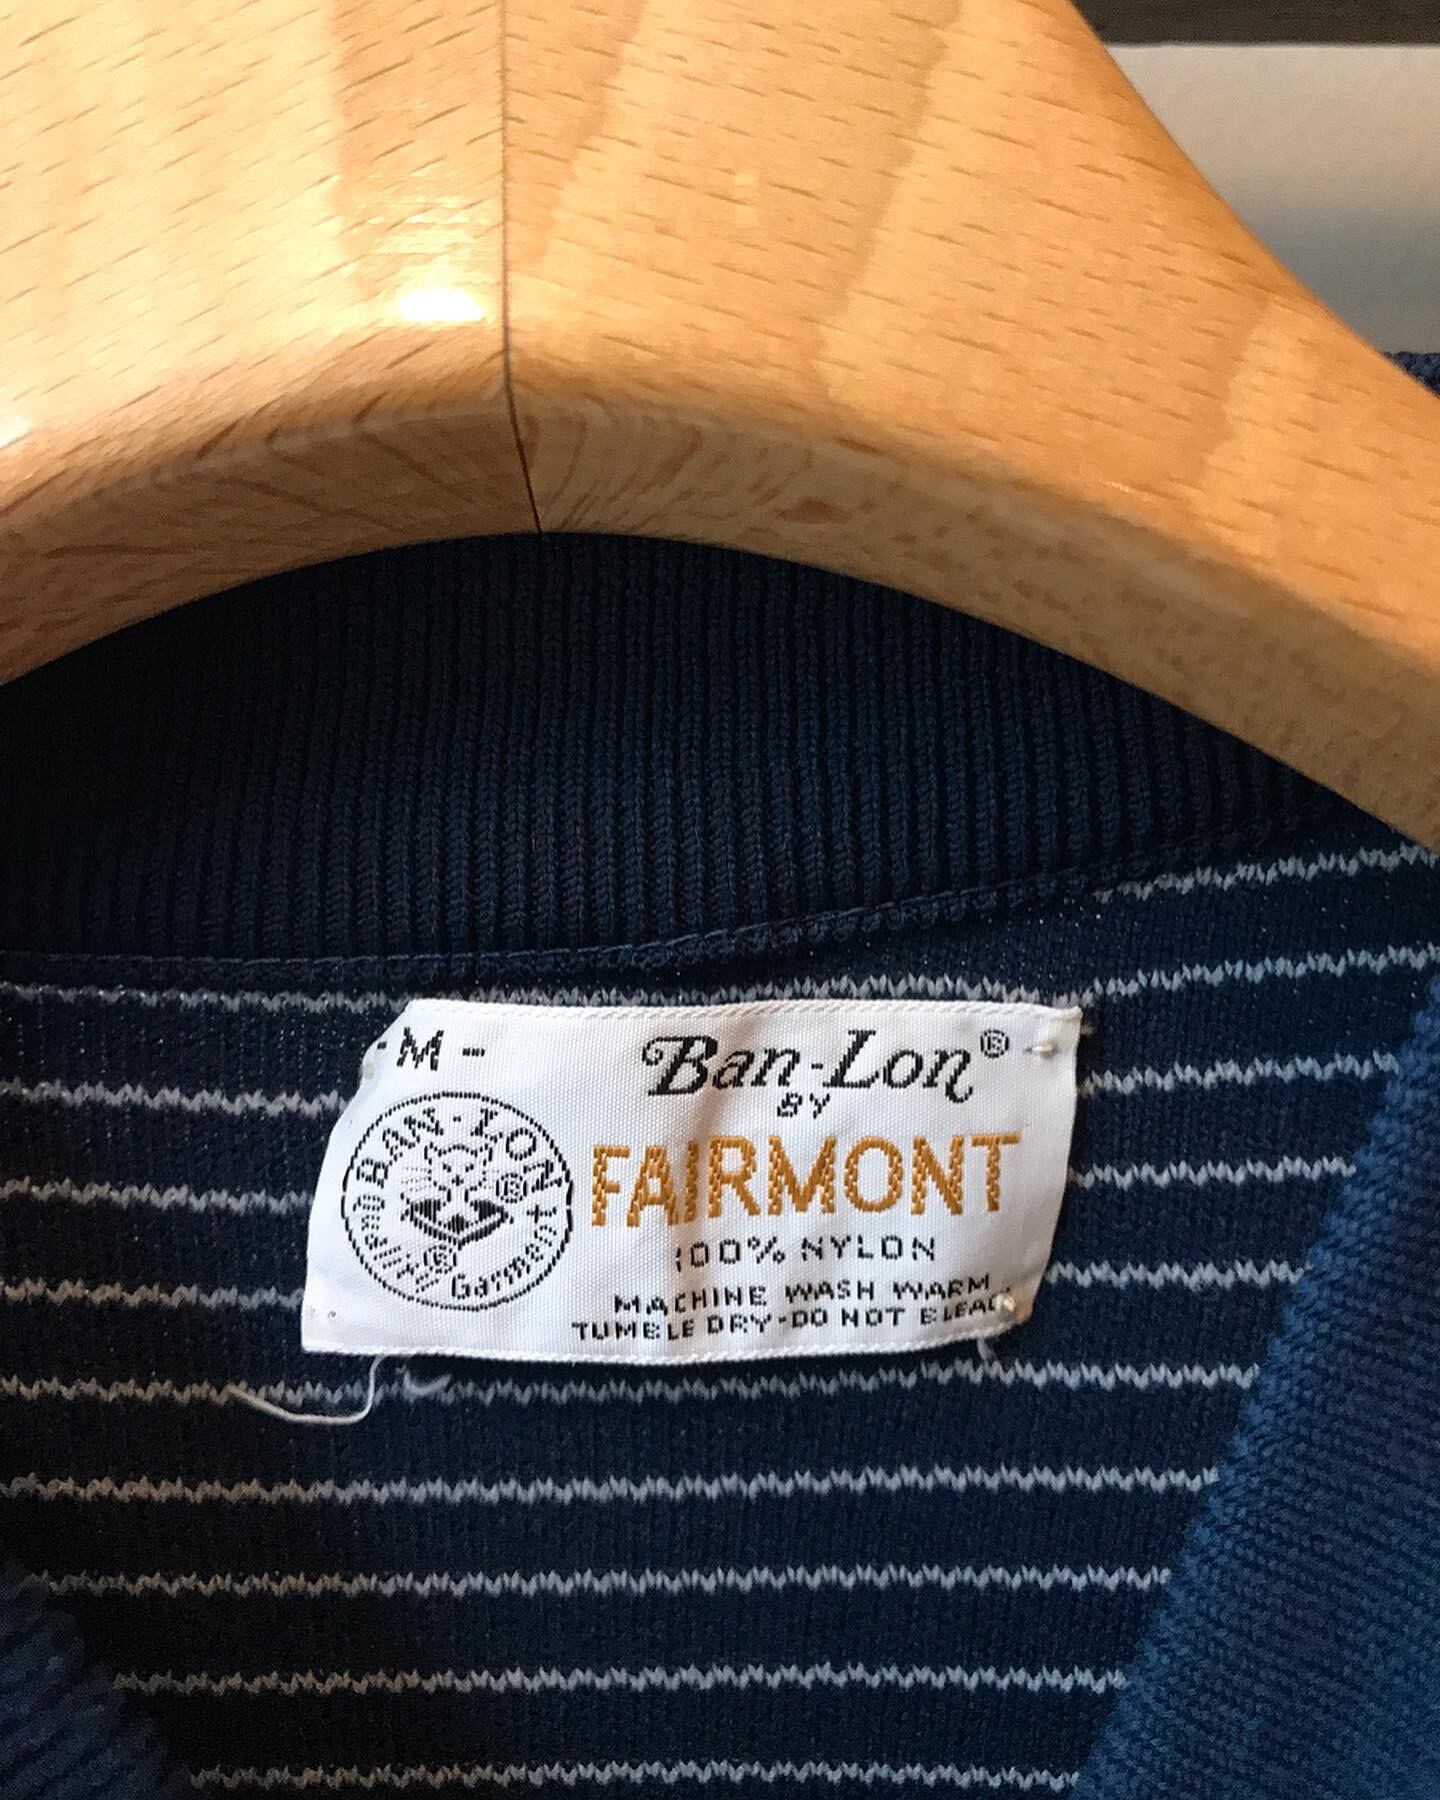 - M -
Ban-Lon®
BY
FAIRMONT
100% NYLON
MACHINE WASH WARM
TUMBLE DRY-DO NOT BLEACH
BAN-LON®
Quality® Garment